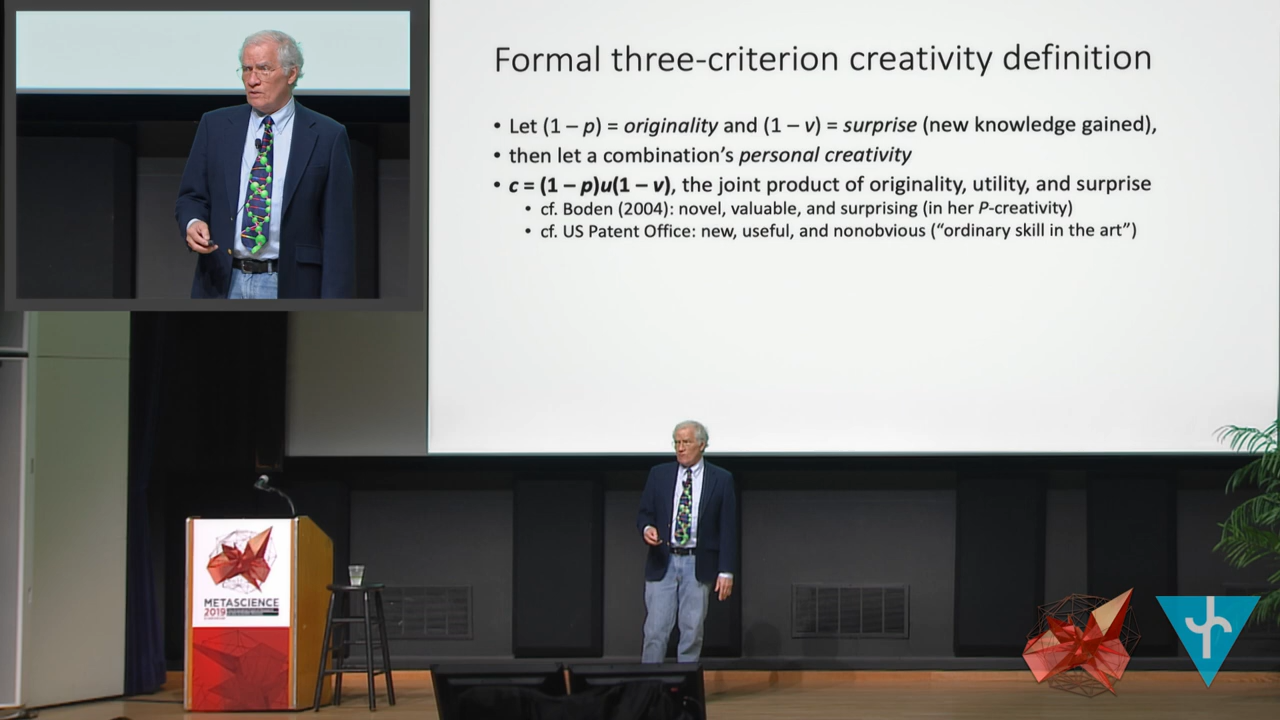 Formal three-criterion creativity definition
• Let (1 – p) = originality and (1 – v) = surprise (new knowledge gained),
• then let a combination’s personal creativity
• c = (1 – p)u(1 – v), the joint product of originality, utility, and surprise
• cf. Boden (2004): novel, valuable, and surprising (in her P-creativity)
• cf. US Patent Office: new, useful, and nonobvious (“ordinary skill in the art”)
METASCIENCE
2019